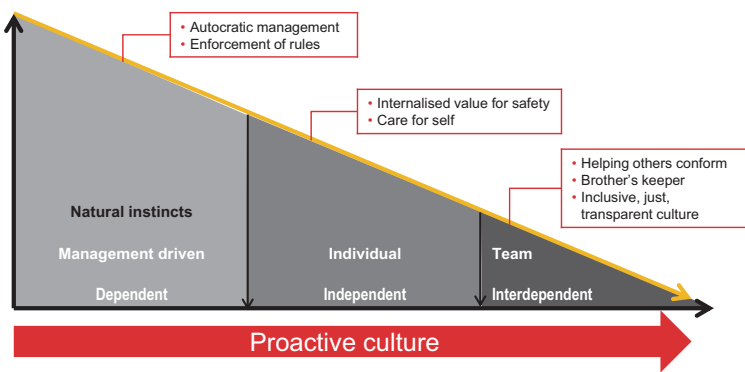 • Autocratic management
• Enforcement of rules
• Internalised value for safety
• Care for self
• Helping others conform
• Brother's keeper
• Inclusive, just,
transparent culture
Natural instincts
Management driven
Individual
Team
Dependent
Independent
Interdependent
Proactive culture